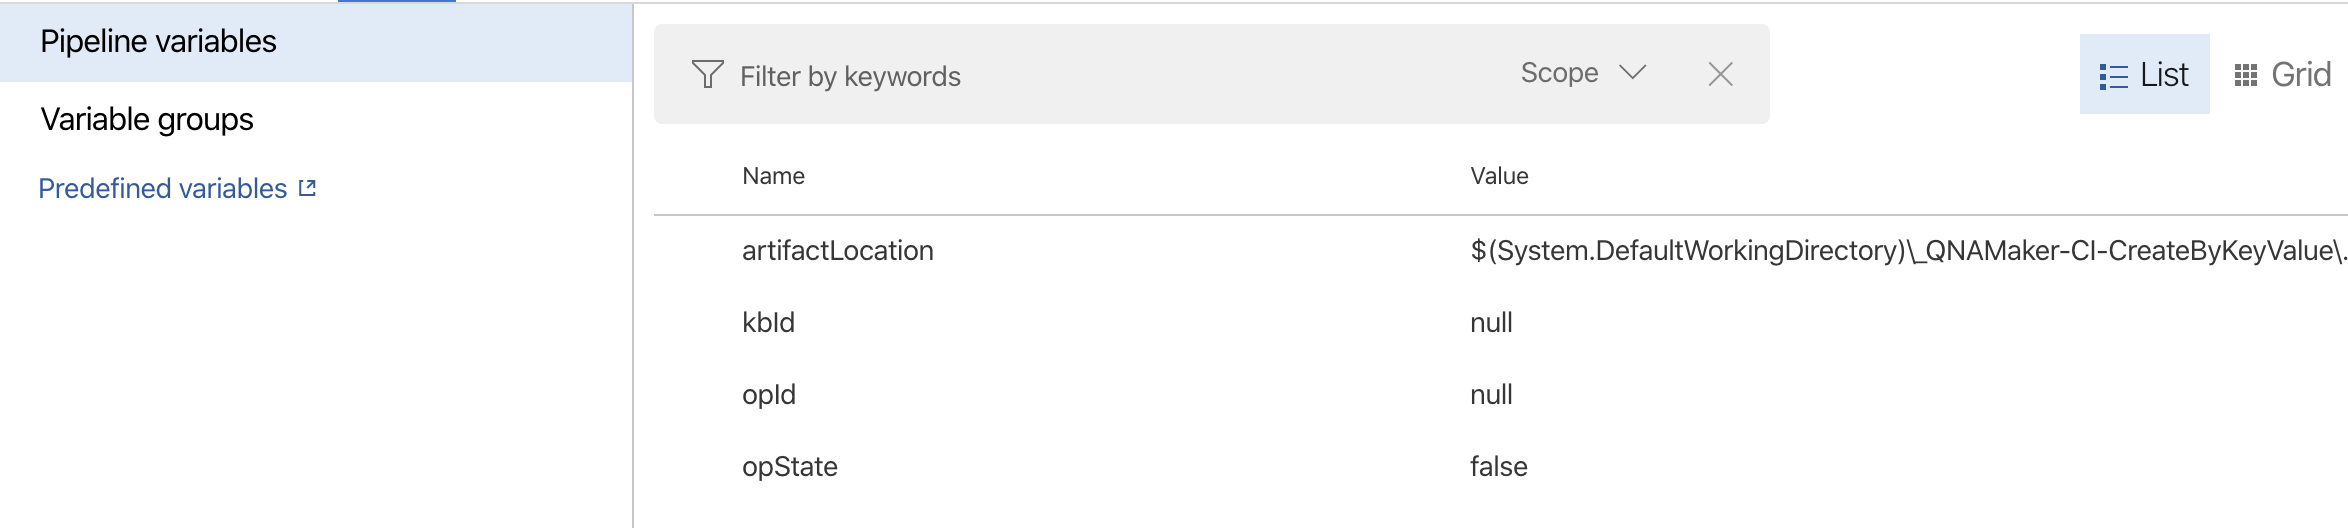 Pipeline variables
Variable groups
Predefined variables
Filter by keywords Scope
List Grid
Name Value
artifactLocation $(System.DefaultWorkingDirectory)\_QNAMaker-CI-CreateByKeyValue\.
kbId null
opId null
opState false